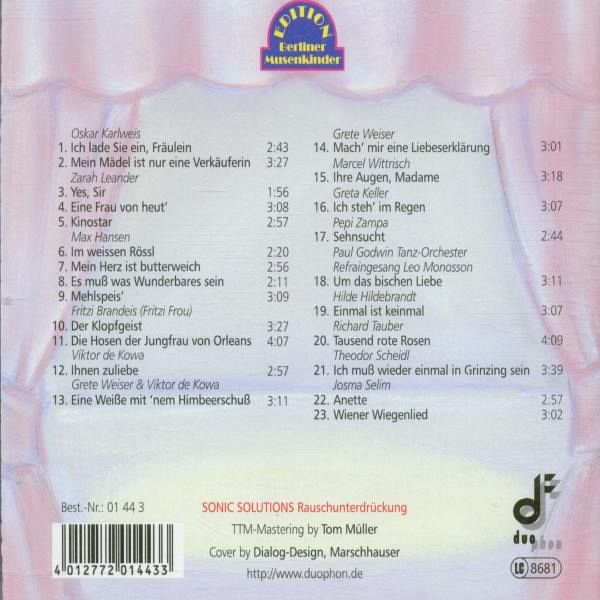 EDITION
Berliner
Musenkinder
Oskar Karlweis
1. Ich lade Sie ein, Fräulein 2:43
2. Mein Mädel ist nur eine Verkäuferin 3:27
Zarah Leander
3. Yes, Sir 1:56
4. Eine Frau von heut' 3:08
5. Kinostar 2:57
Max Hansen
6. Im weissen Rössl 2:20
7. Mein Herz ist butterweich 2:56
8. Es muß was Wunderbares sein 2:11
9. Mehlspeis' 3:09
Fritzi Brandeis (Fritzi Frou)
10. Der Klopfgeist 3:27
11. Die Hosen der Jungfrau von Orleans 4:07
Viktor de Kowa
12. Ihnen zuliebe 2:57
Grete Weiser & Viktor de Kowa
13. Eine Weiße mit 'nem Himbeerschuß 3:11
Grete Weiser
14. Mach' mir eine Liebeserklärung 3:01
Marcel Wittrisch
15. Ihre Augen, Madame 3:18
Greta Keller
16. Ich steh' im Regen 3:07
Pepi Zampa
17. Sehnsucht 2:44
Paul Godwin Tanz-Orchester
Refraingesang Leo Monosson
18. Um das bischen Liebe 3:11
Hilde Hildebrandt
19. Einmal ist keinmal 3:07
Richard Tauber
20. Tausend rote Rosen 4:09
Theodor Scheidl
21. Ich muß wieder einmal in Grinzing sein 3:39
Josma Selim
22. Anette 2:57
23. Wiener Wiegenlied 3:02
Best.-Nr.: 01 44 3
SONIC SOLUTIONS Rauschunterdrückung
TTM-Mastering by Tom Müller
Cover by Dialog-Design, Marschhauser
http://www.duophon.de
4 012772 014433
duo phon
LC 8681